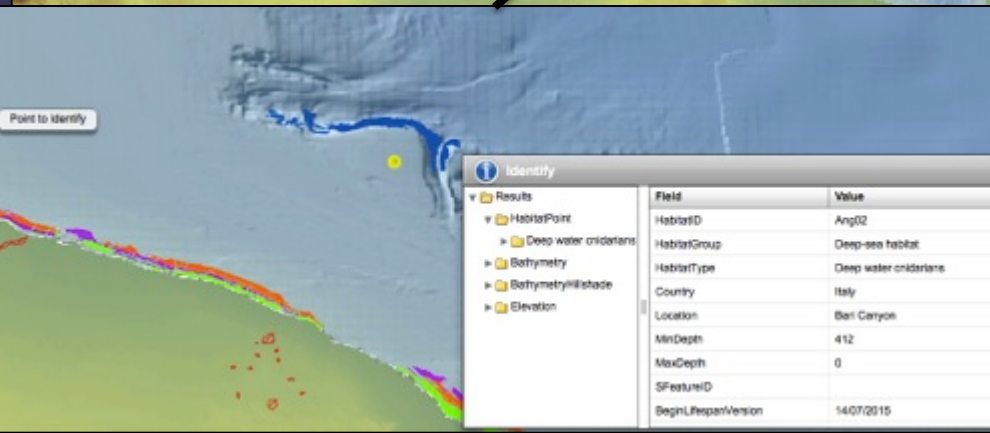 Point to identify
Identify
Results
HabitatPoint
Deep water cnidarians
Bathymetry
BathymetryHillshade
Elevation
Field Value
HabitatID Ang02
HabitatGroup Deep-sea habitat
HabitatType Deep water cnidarians
Country Italy
Location Bari Canyon
MinDepth 412
MaxDepth 0
SFeatureID
BeginLifespanVersion 14/07/2015